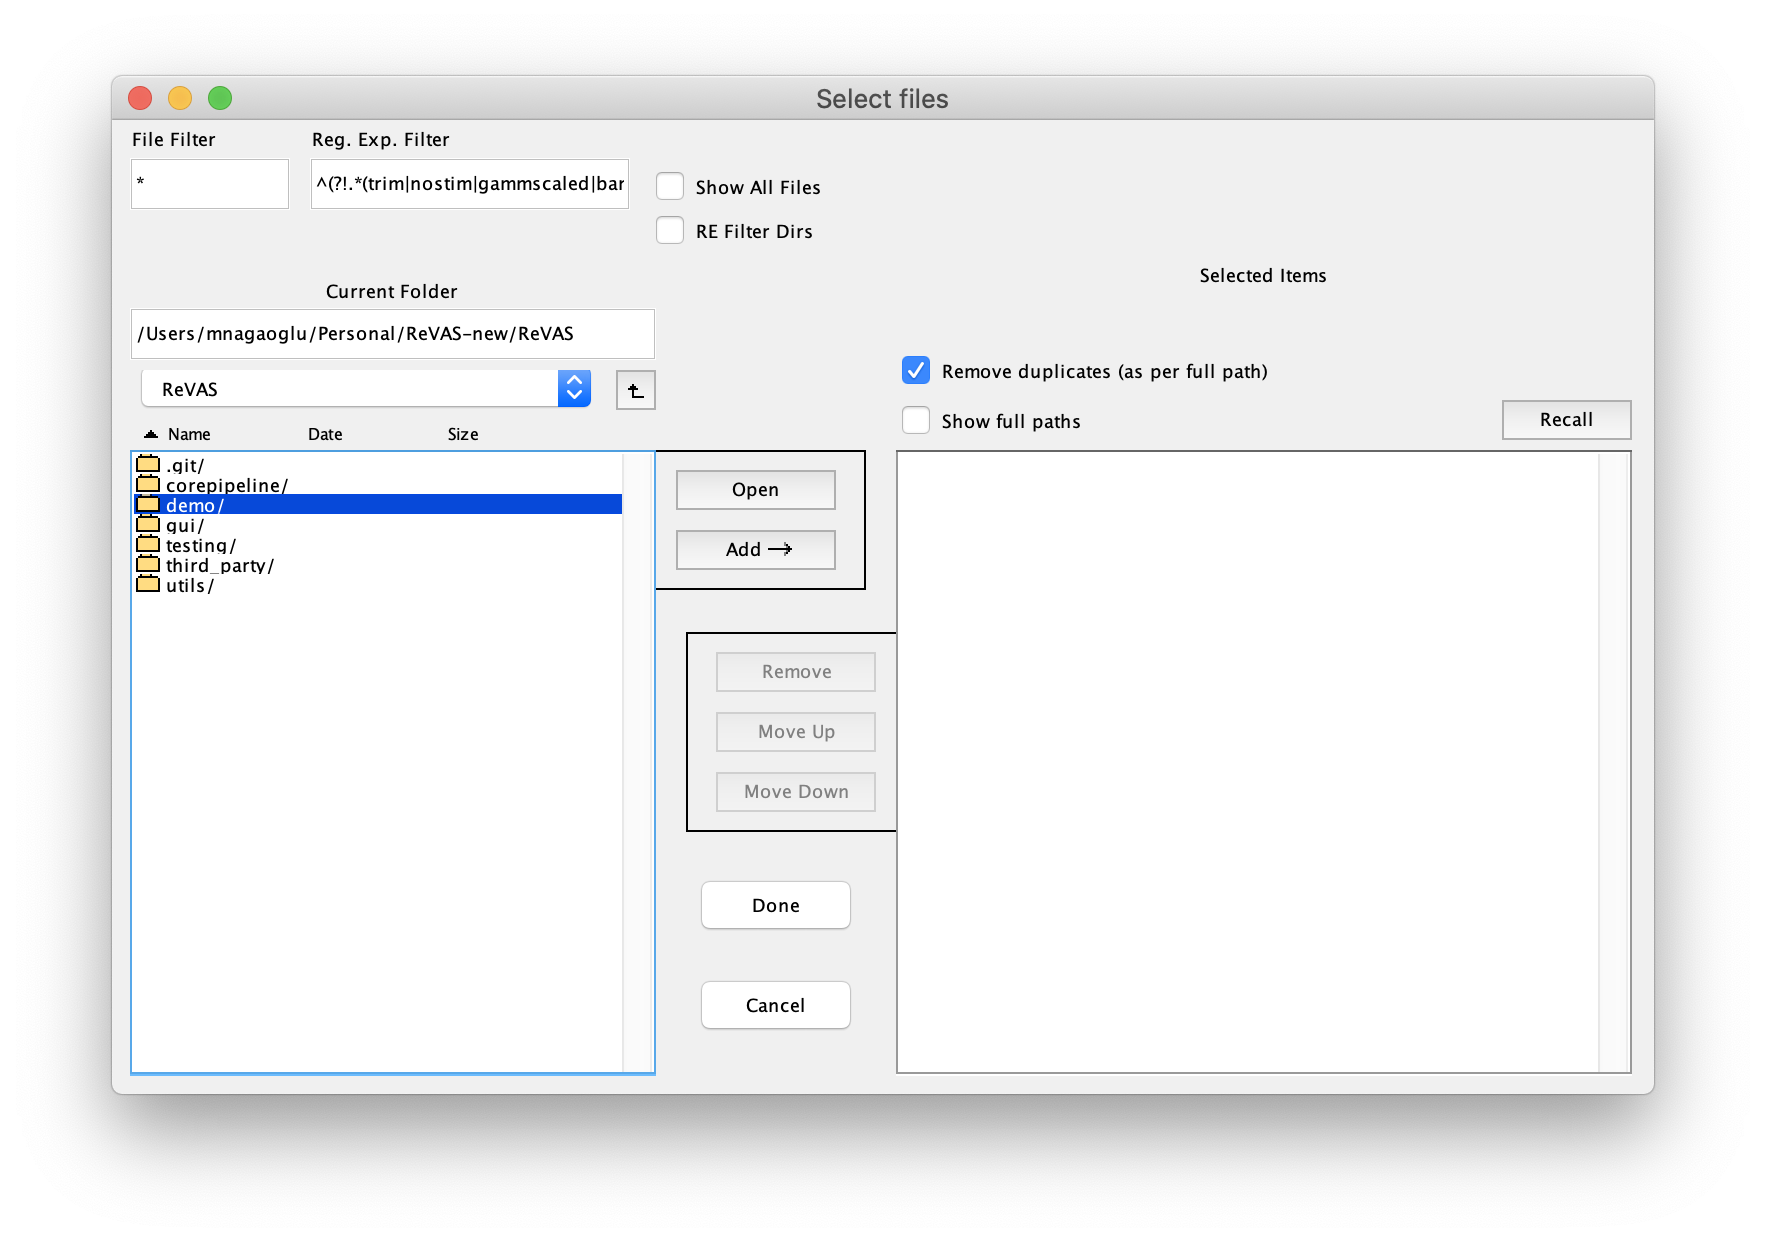 Select files
File Filter
Reg. Exp. Filter
*
^(?!.*(trim|nostim|gammscaled|bar
Show All Files
RE Filter Dirs
Current Folder
Selected Items
/Users/mnagaoglu/Personal/ReVAS-new/ReVAS
ReVAS
Remove duplicates (as per full path)
Show full paths
Recall
Name
Date
Size
.git/
corepipeline/
demo/
gui/
testing/
third_party/
utils/
Open
Add
Remove
Move Up
Move Down
Done
Cancel